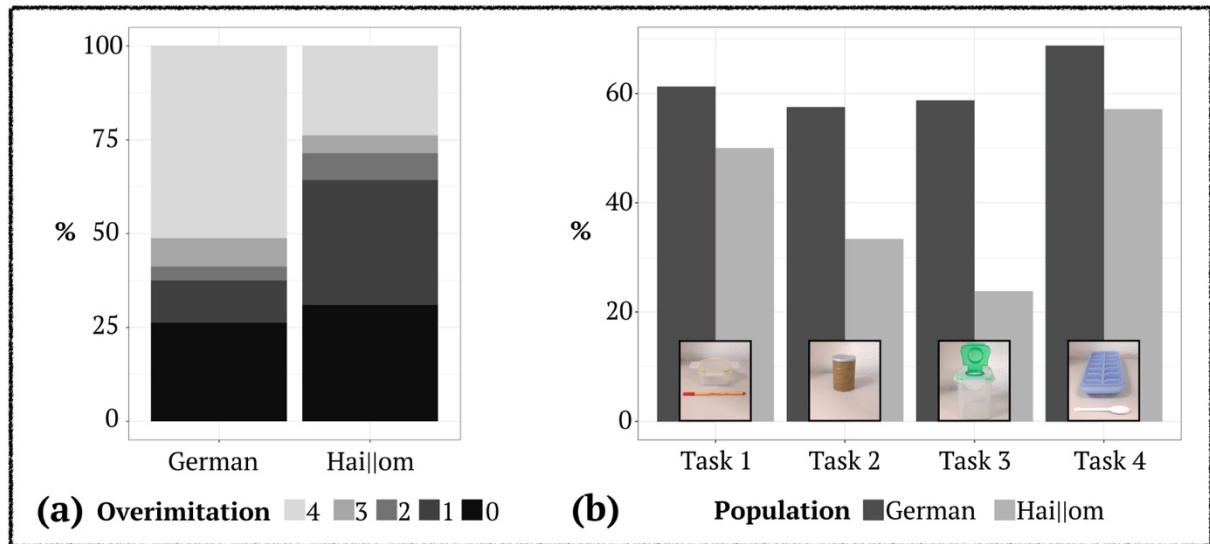 100
75
% 50
25
0
German Hai||om
(a) Overimitation 4 3 2 1 0
60
40
%
20
0
Task 1 Task 2 Task 3 Task 4
(b) Population German Hai||om